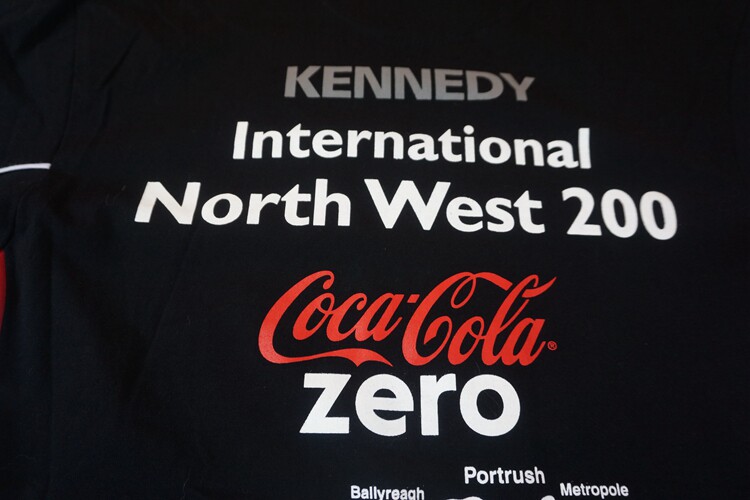 KENNEDY
International
North West 200
Coca-Cola®
zero
Portrush
Ballyreagh
Metropole